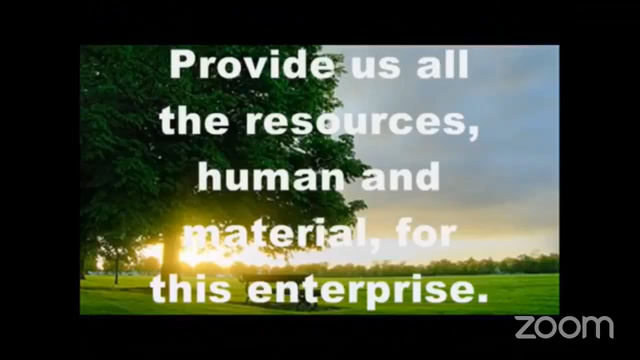 Provide us all
the resources,
human and
material, for
this enterprise.
zoom